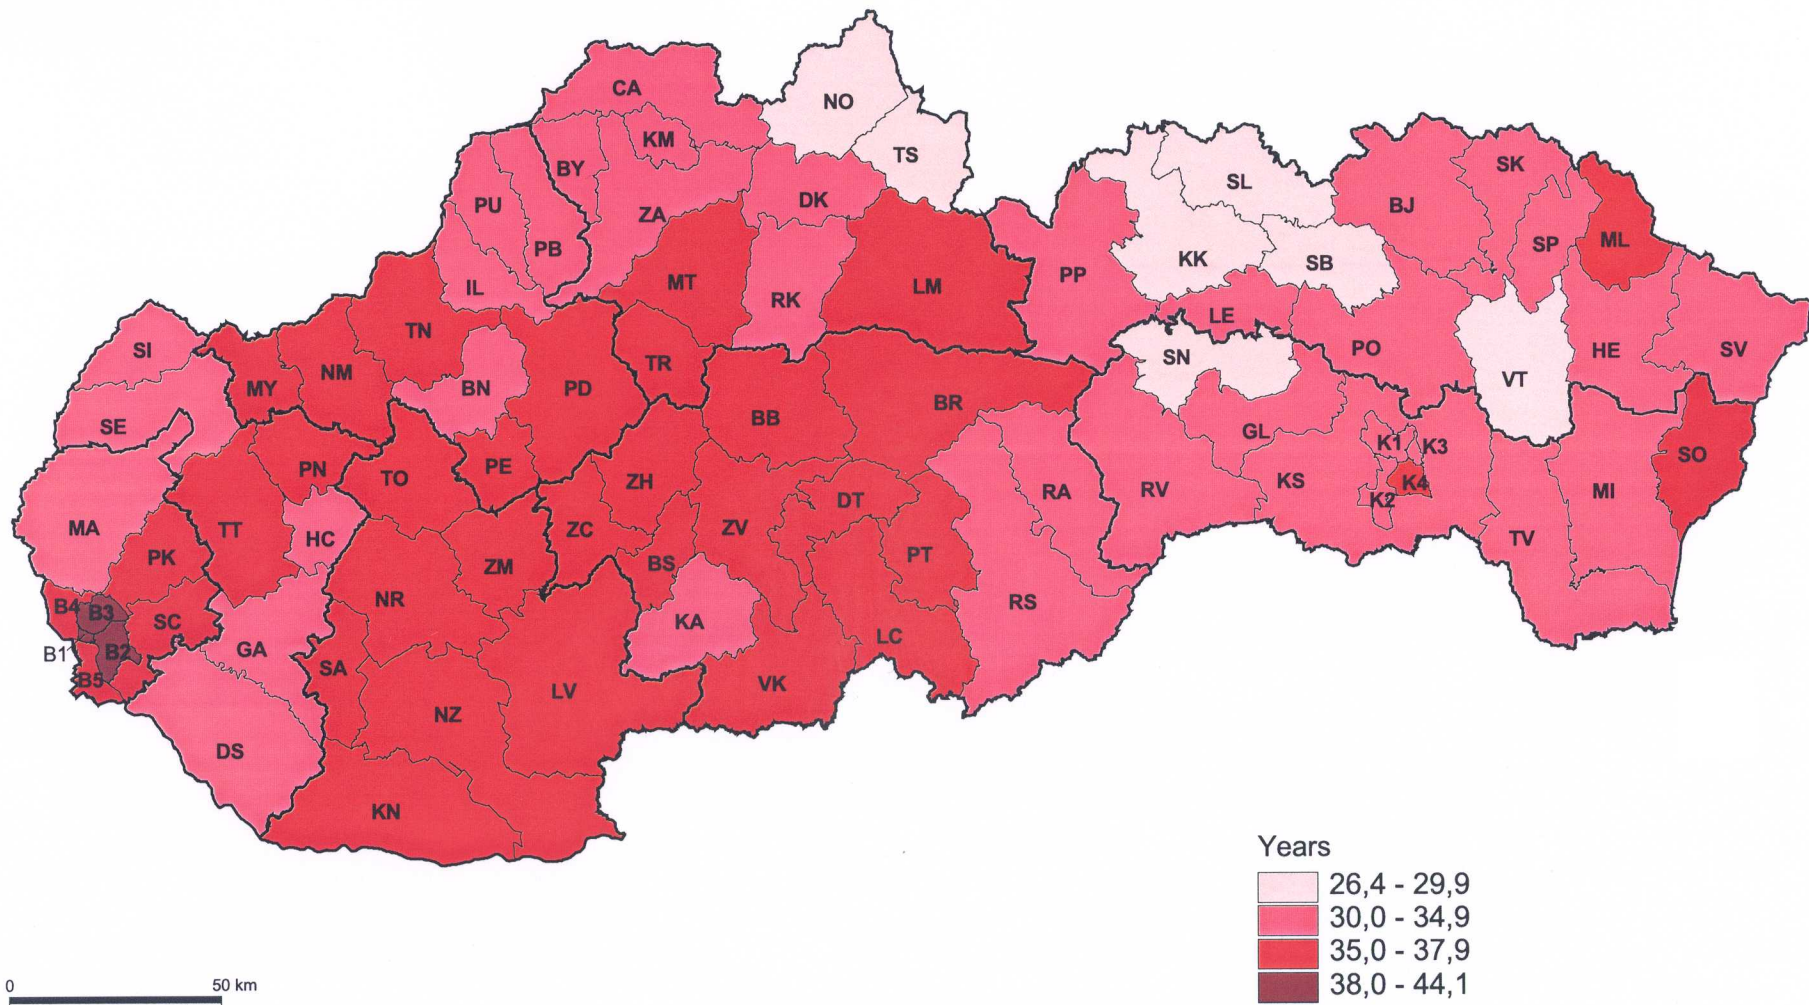 NO
CA
KM
TS
BY
SK
SL
PU
DK
BJ
ZA
PB
ML
SP
KK
SB
PP
MT
LM
IL
RK
LE
TN
SI
PO
HE
SV
SN
TR
NM
VT
MY
BN
PD
BR
BB
SE
GL
K1
K3
SO
PN
PE
TO
ZH
KS
K4
RA
RV
MI
DT
K2
MA
TT
HC
ZC
ZV
TV
PK
PT
BS
ZM
NR
RS
B4
B3
SC
KA
LC
B1
B2
GA
SA
B5
LV
VK
NZ
DS
KN
Years
26,4 - 29,9
30,0 - 34,9
35,0 - 37,9
38,0 - 44,1
0 50 km